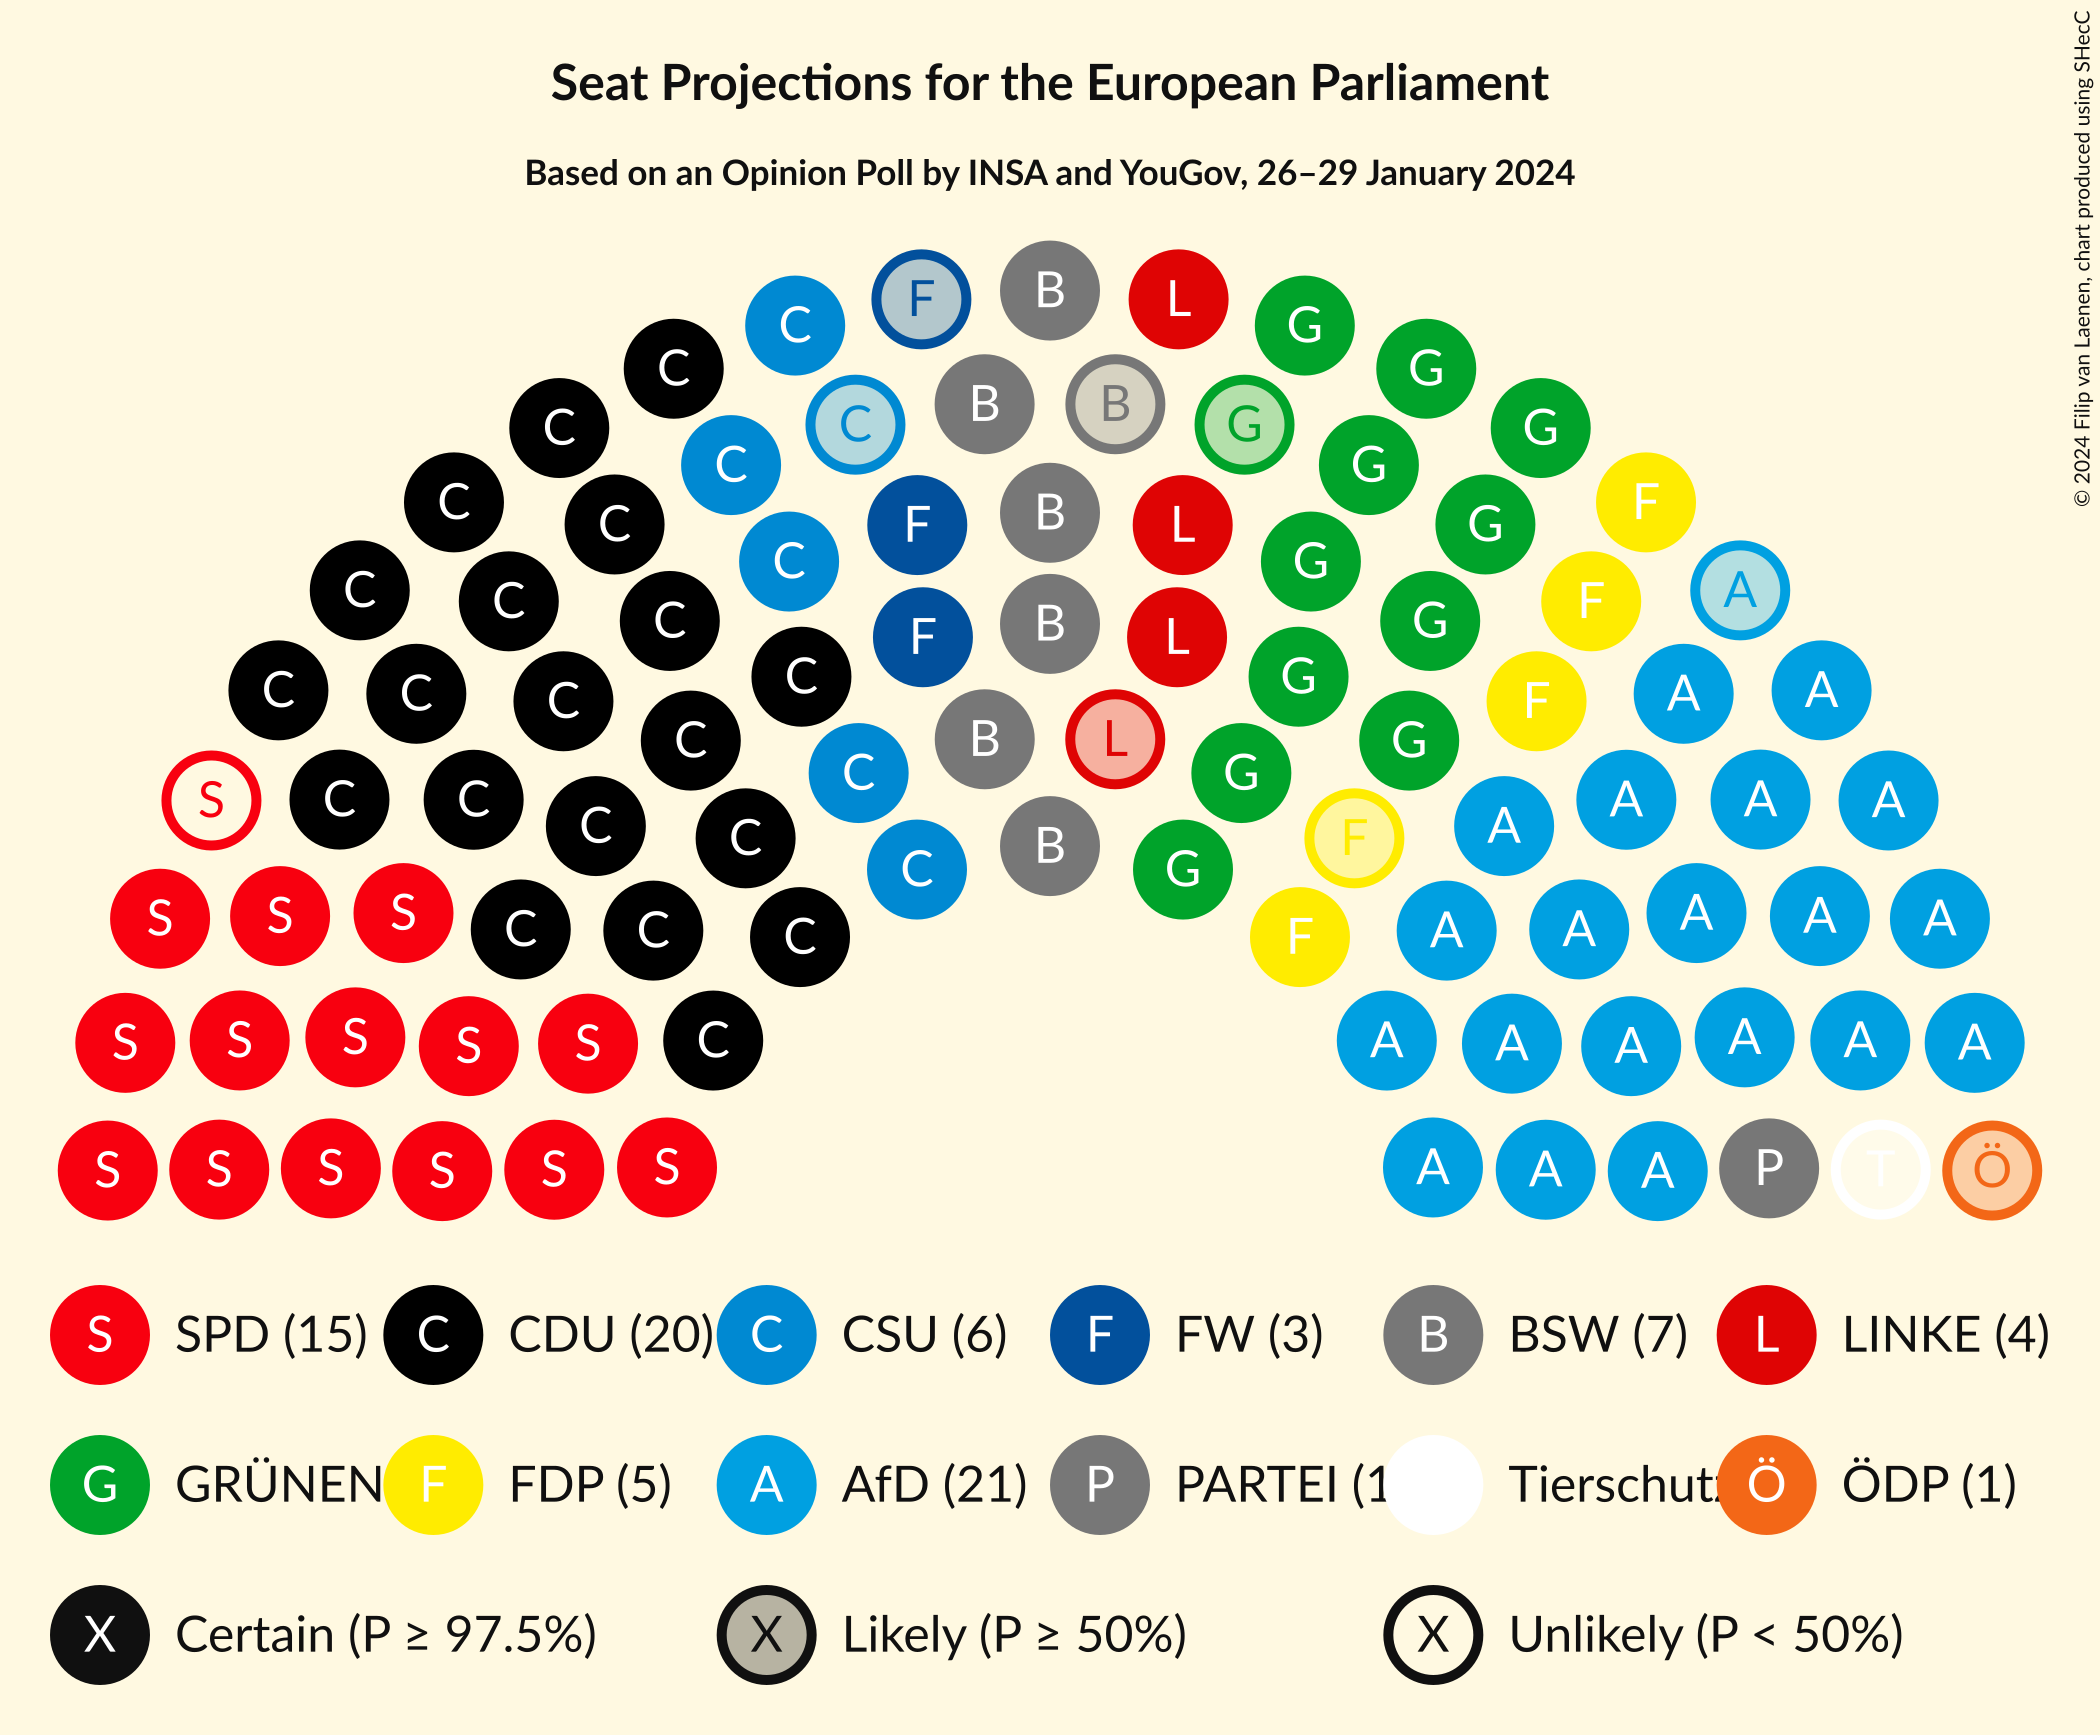 Seat Projections for the European Parliament
Based on an Opinion Poll by INSA and YouGov, 26–29 January 2024
© 2024 Filip van Laenen, chart produced using SHecC
B
F L
C G
C G
B B
C G
C G
C F
C G
B
F L
C G
C F A
C G
B
F L
C G
C F
C G
C A A
C F
B L
C G
C G
S C C A A A
C A
C F
B
C G
S S S A A A
C C A A
C F
S S S S S C A A A A A A
S S S S S S A A A P T Ö
S SPD (15) C CDU (20) C CSU (6) F FW (3) B BSW (7) L LINKE (4)
G GRÜNEN F FDP (5) A AfD (21) P PARTEI (1 Tierschutz Ö ÖDP (1)
X Certain (P ≥ 97.5%) X Likely (P ≥ 50%) X Unlikely (P < 50%)